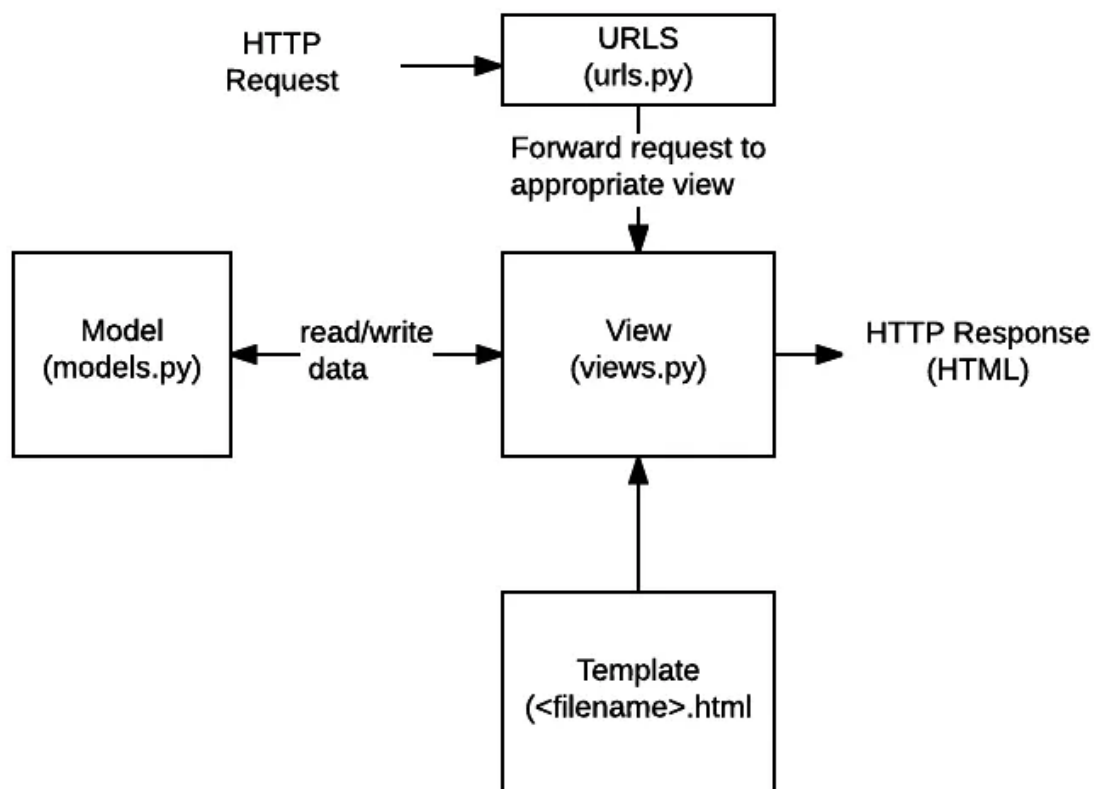 HTTP
Request
URLS
(urls.py)
Forward request to
appropriate view
Model
(models.py)
read/write
data
View
(views.py)
HTTP Response
(HTML)
Template
(<filename>.html